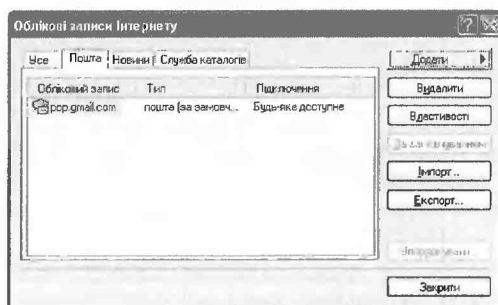 Облікові записи Інтернету
Усе Пошта Новини Служба каталогів
Обліковий запис Тип Підключення
pop.gmail.com пошта (за замовч... Будь-яке доступне
Додати
Видалити
Властивості
Імпорт...
Експорт...
Закрити